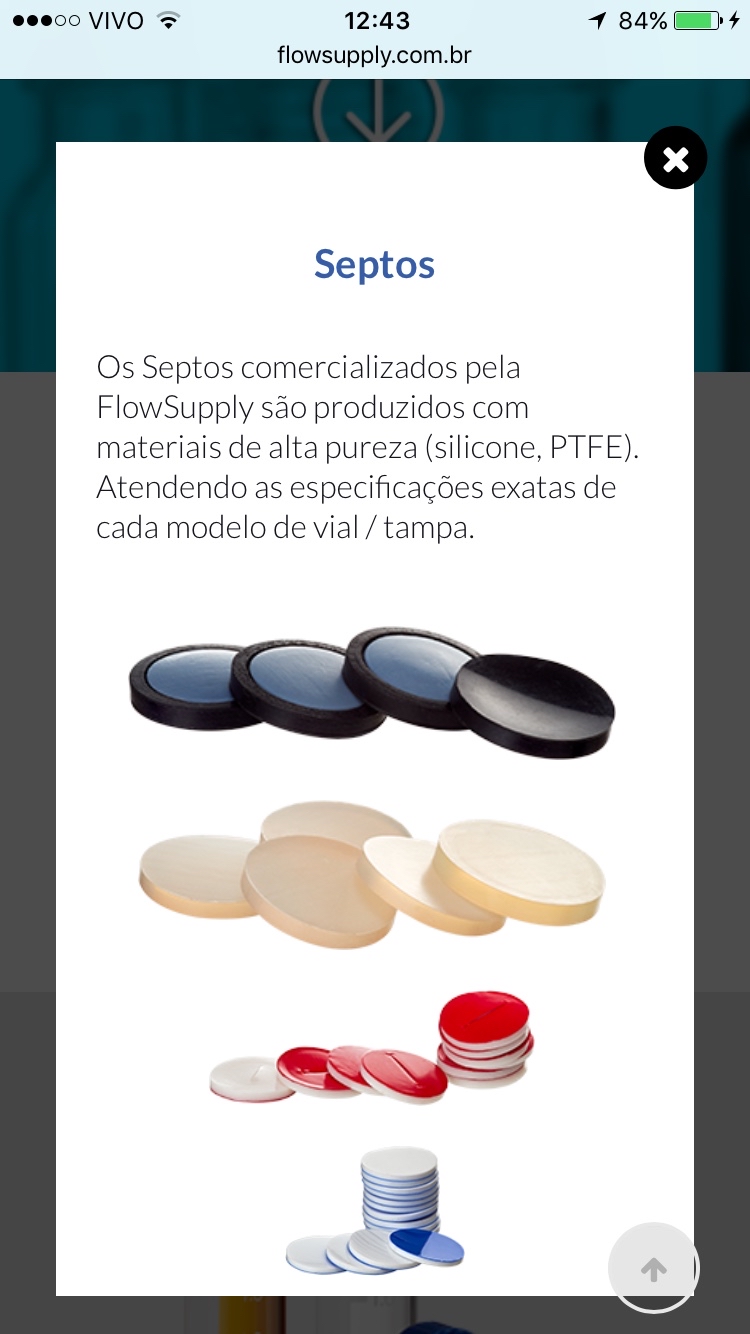 VIVO 12:43 84%
flowsupply.com.br
Septos
Os Septos comercializados pela
FlowSupply são produzidos com
materiais de alta pureza (silicone, PTFE).
Atendendo as especificações exatas de
cada modelo de vial / tampa.